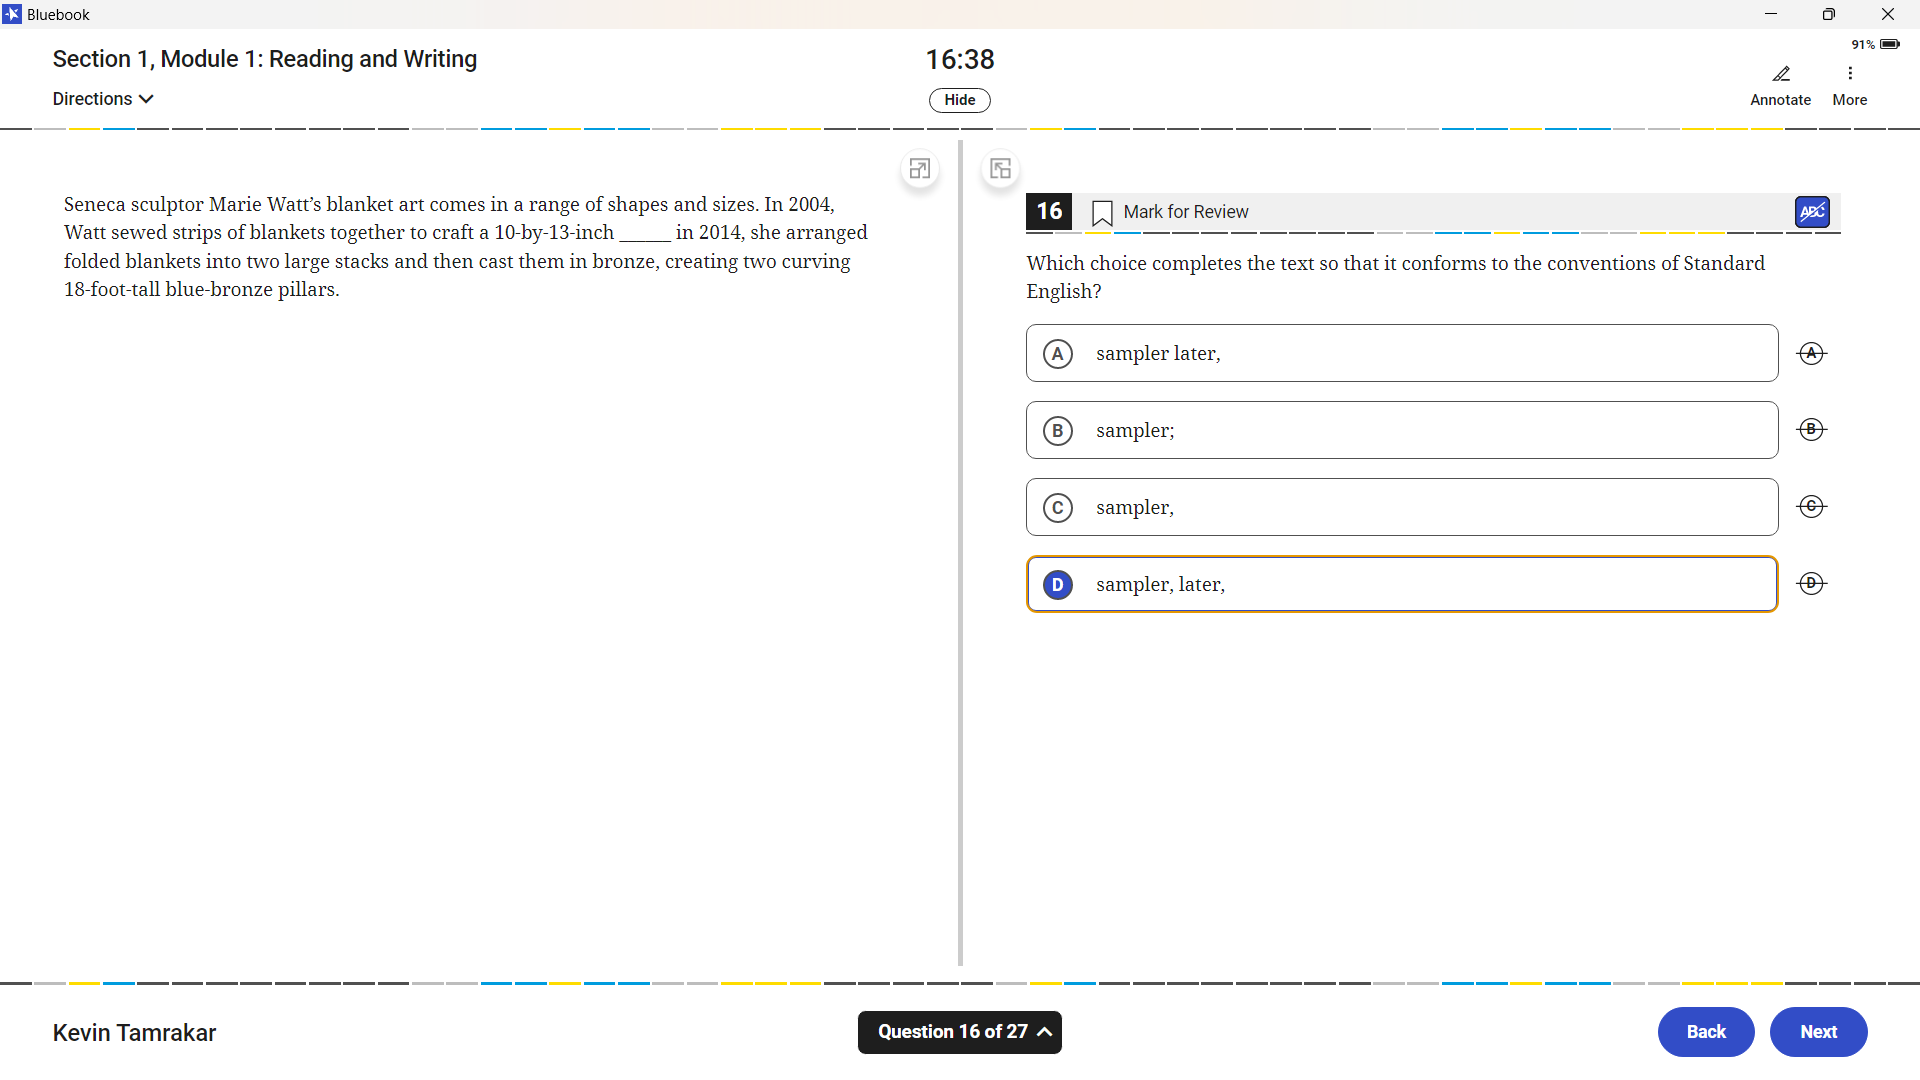 Bluebook
Section 1, Module 1: Reading and Writing
Directions
16:38
Hide
91%
Annotate
More
Seneca sculptor Marie Watt’s blanket art comes in a range of shapes and sizes. In 2004,
Watt sewed strips of blankets together to craft a 10-by-13-inch ______ in 2014, she arranged
folded blankets into two large stacks and then cast them in bronze, creating two curving
18-foot-tall blue-bronze pillars.
16
Mark for Review
ABC
Which choice completes the text so that it conforms to the conventions of Standard
English?
A sampler later,
A
B sampler;
B
C sampler,
C
D sampler, later,
D
Kevin Tamrakar
Question 16 of 27
Back
Next